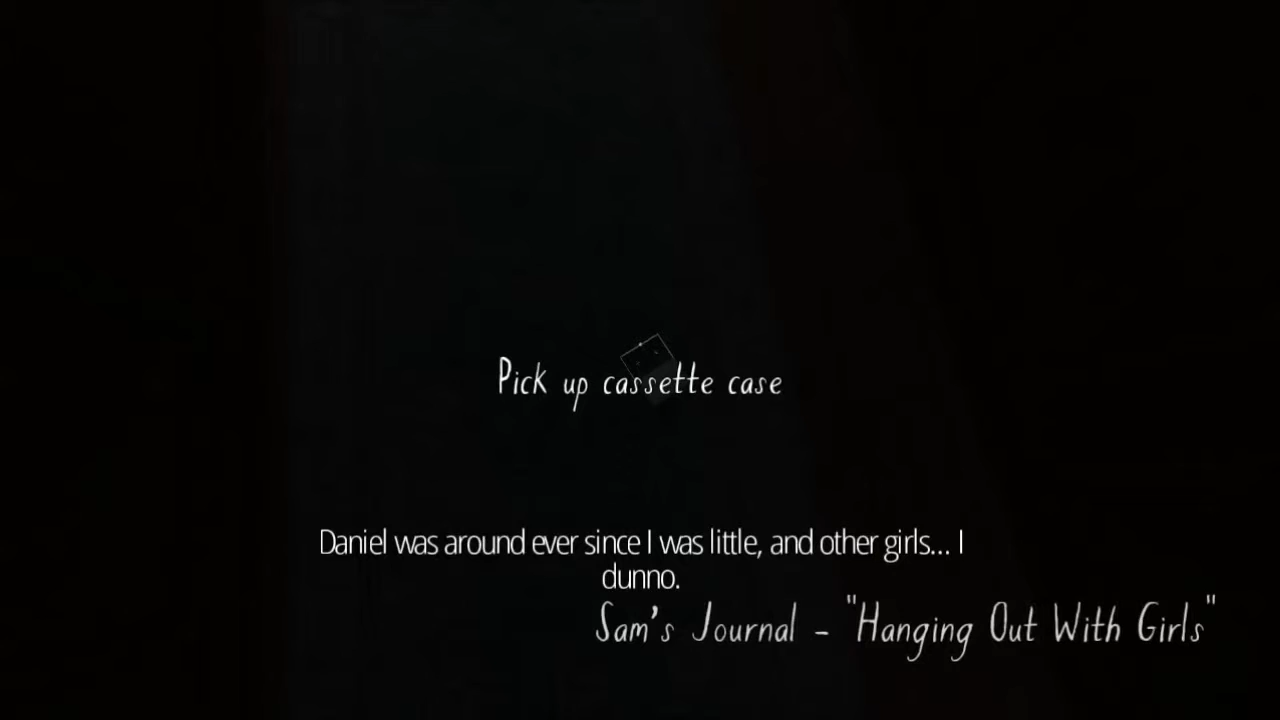 Pick up cassette case
Daniel was around ever since I was little, and other girls... I
dunno.
Sam's Journal - "Hanging Out With Girls"